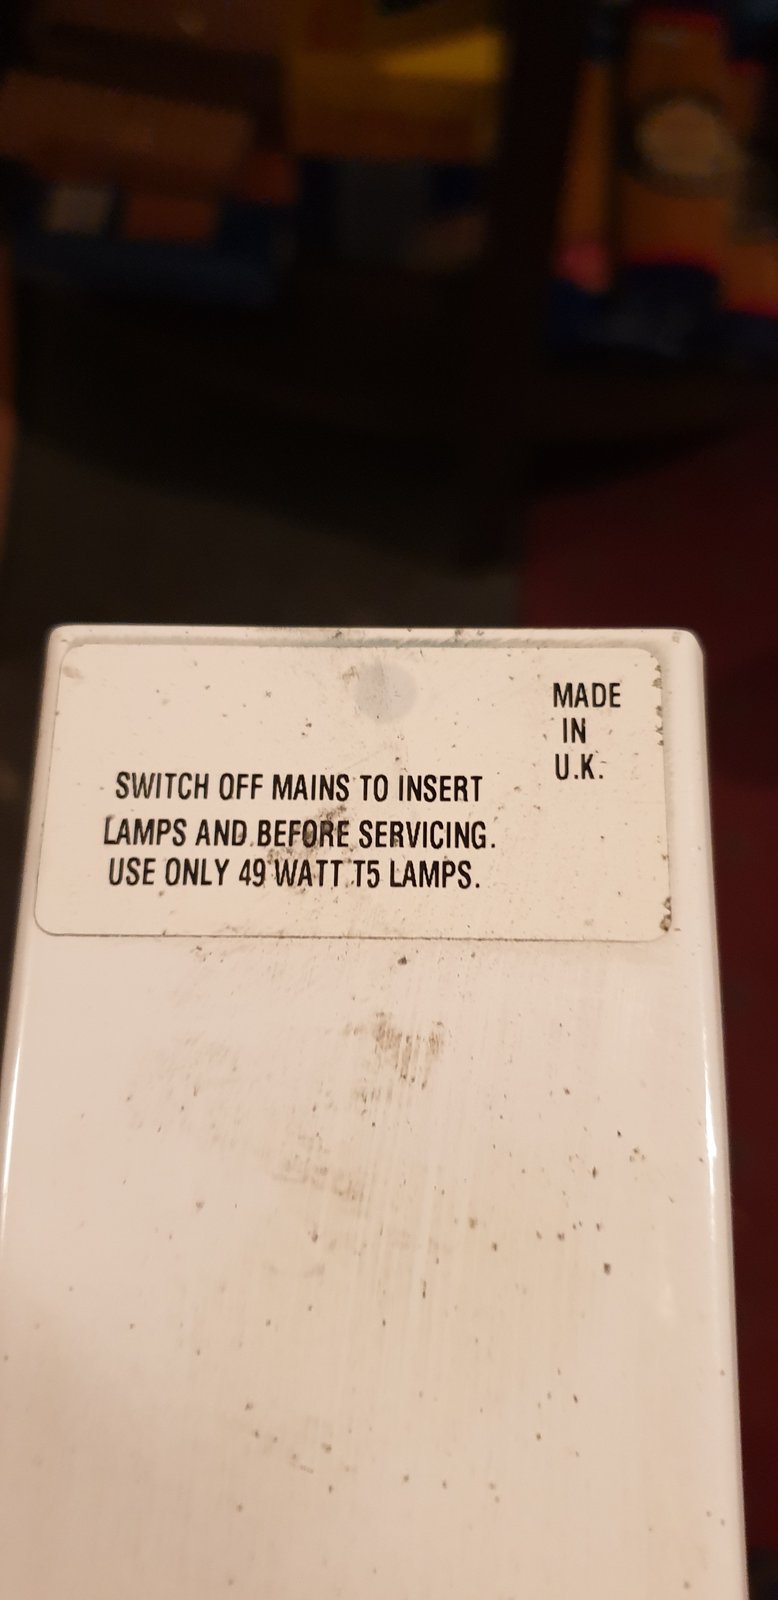 MADE
IN
U.K.
SWITCH OFF MAINS TO INSERT
LAMPS AND BEFORE SERVICING.
USE ONLY 49 WATT T5 LAMPS.